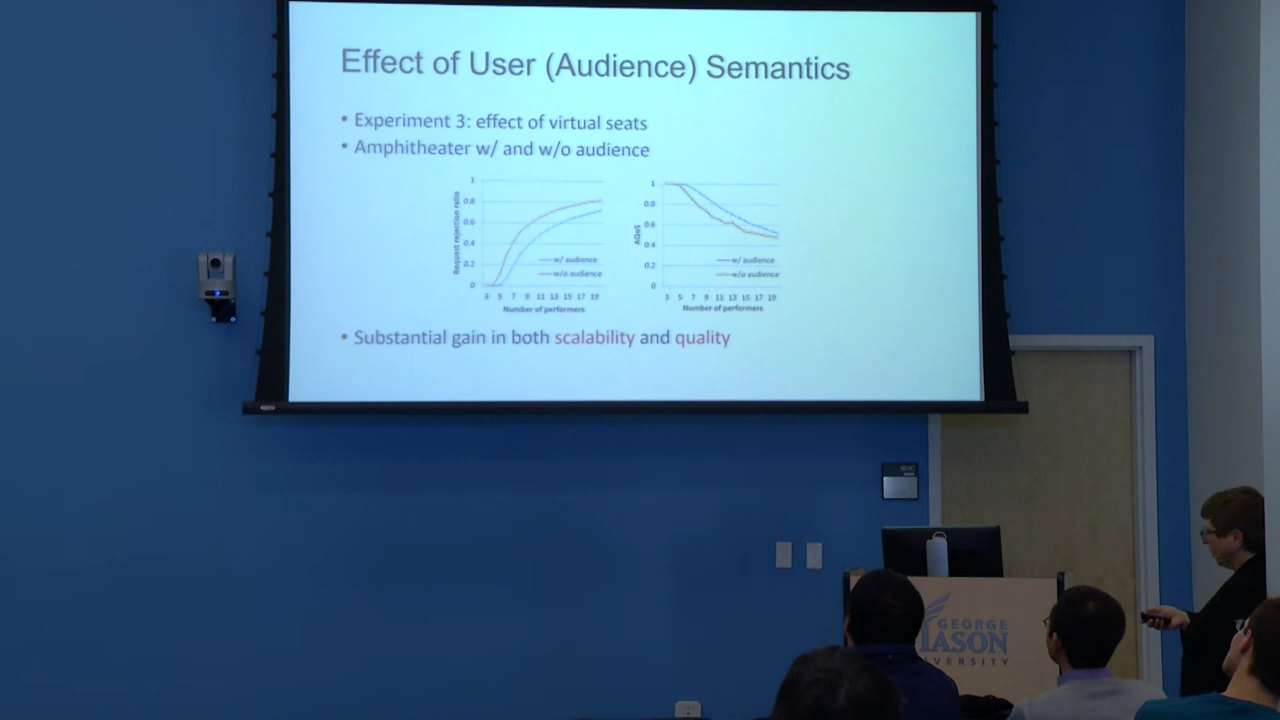 Effect of User (Audience) Semantics
• Experiment 3: effect of virtual seats
• Amphitheater w/ and w/o audience
Request rejection ratio
1
0.8
0.6
0.4
0.2
0
w/ audience
w/o audience
3 5 7 9 11 13 15 17 19
Number of performers
AQoS
1
0.8
0.6
0.4
0.2
0
w/ audience
w/o audience
3 5 7 9 11 13 15 17 19
Number of performers
• Substantial gain in both scalability and quality
GEORGE
MASON
UNIVERSITY